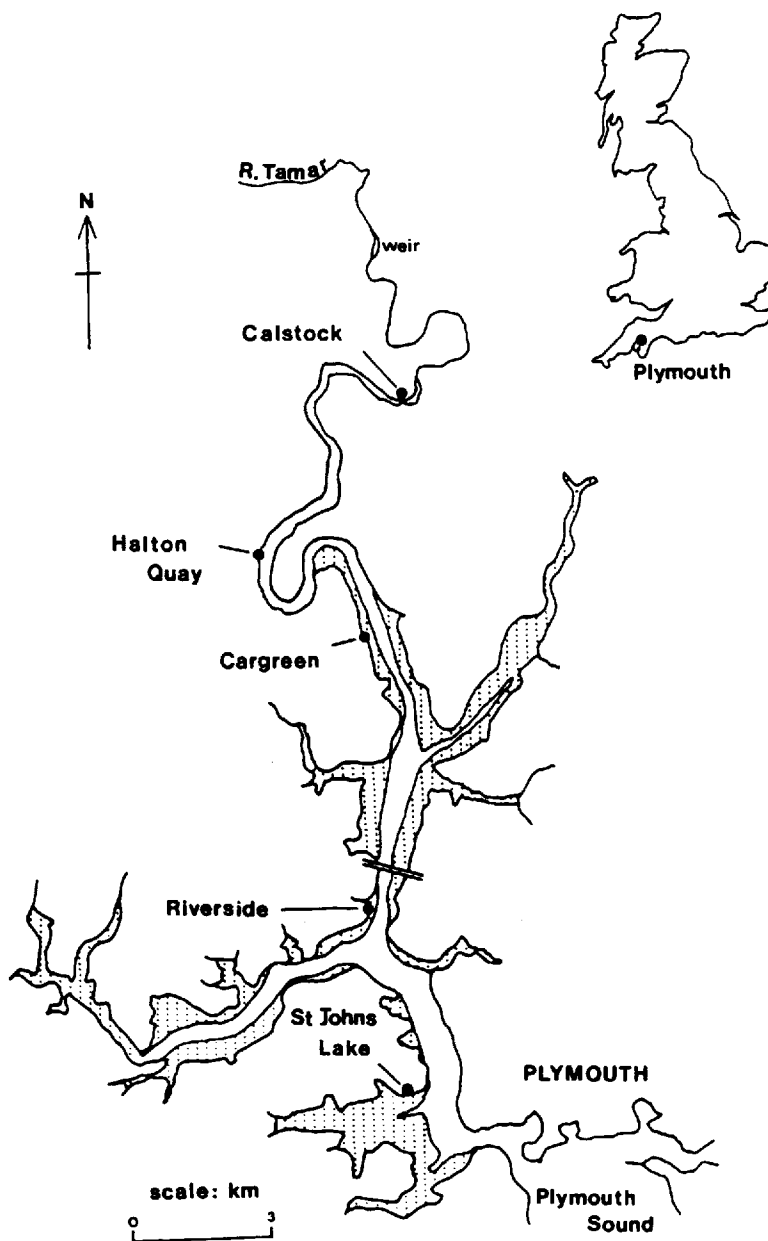 R. Tamar
N
weir
Calstock
Plymouth
Halton
Quay
Cargreen
Riverside
St Johns
Lake
PLYMOUTH
scale: km
0 3
Plymouth
Sound